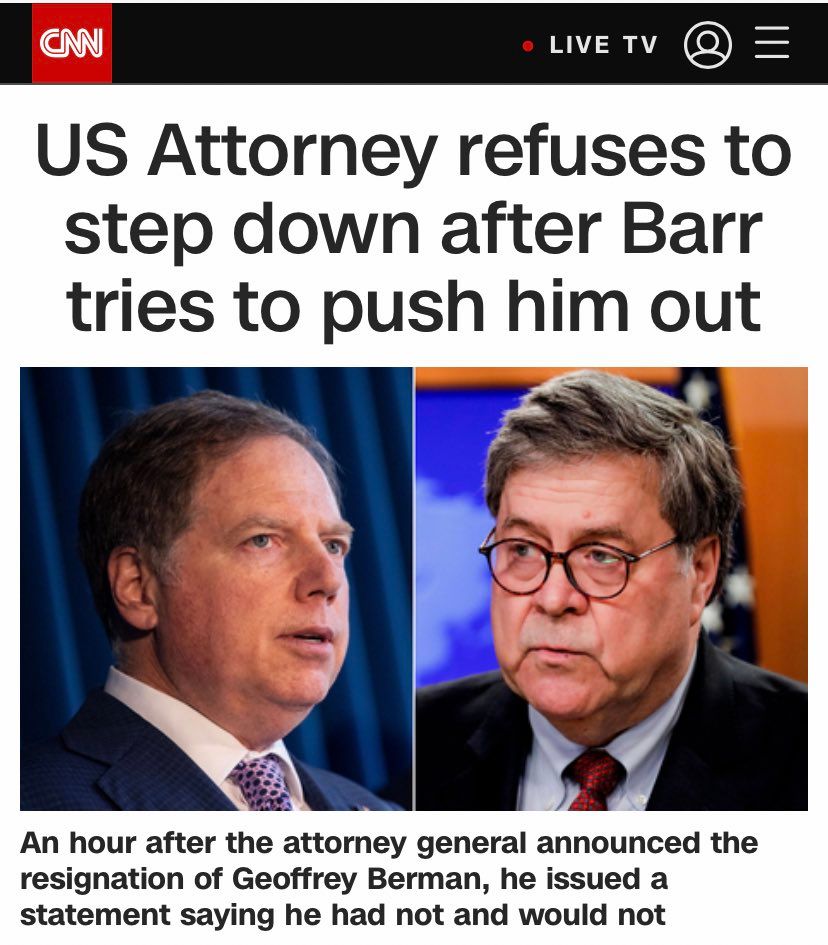 CNN
LIVE TV
US Attorney refuses to
step down after Barr
tries to push him out
An hour after the attorney general announced the
resignation of Geoffrey Berman, he issued a
statement saying he had not and would not